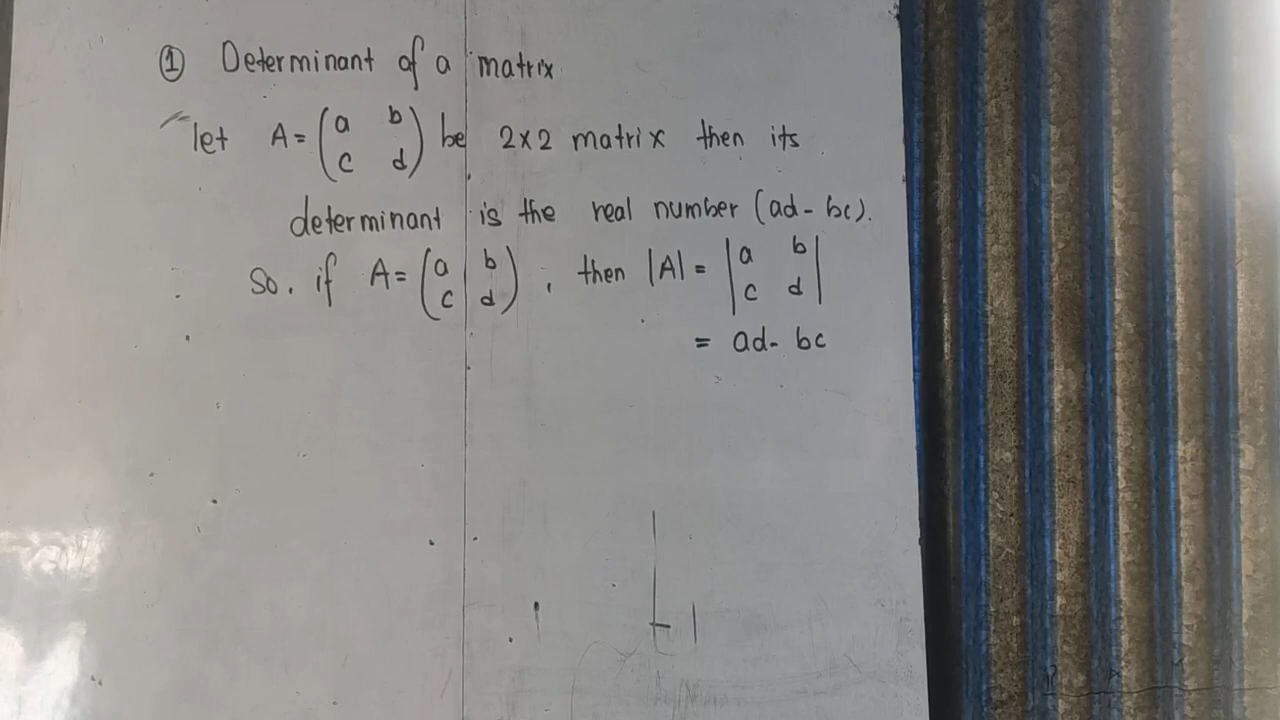 ① Determinant of a matrix.
let A = (a b
c d) be 2×2 matrix then its
determinant is the real number (ad - bc).
So. if A = (a b
c d), then |A| = |a b
c d|
= ad - bc